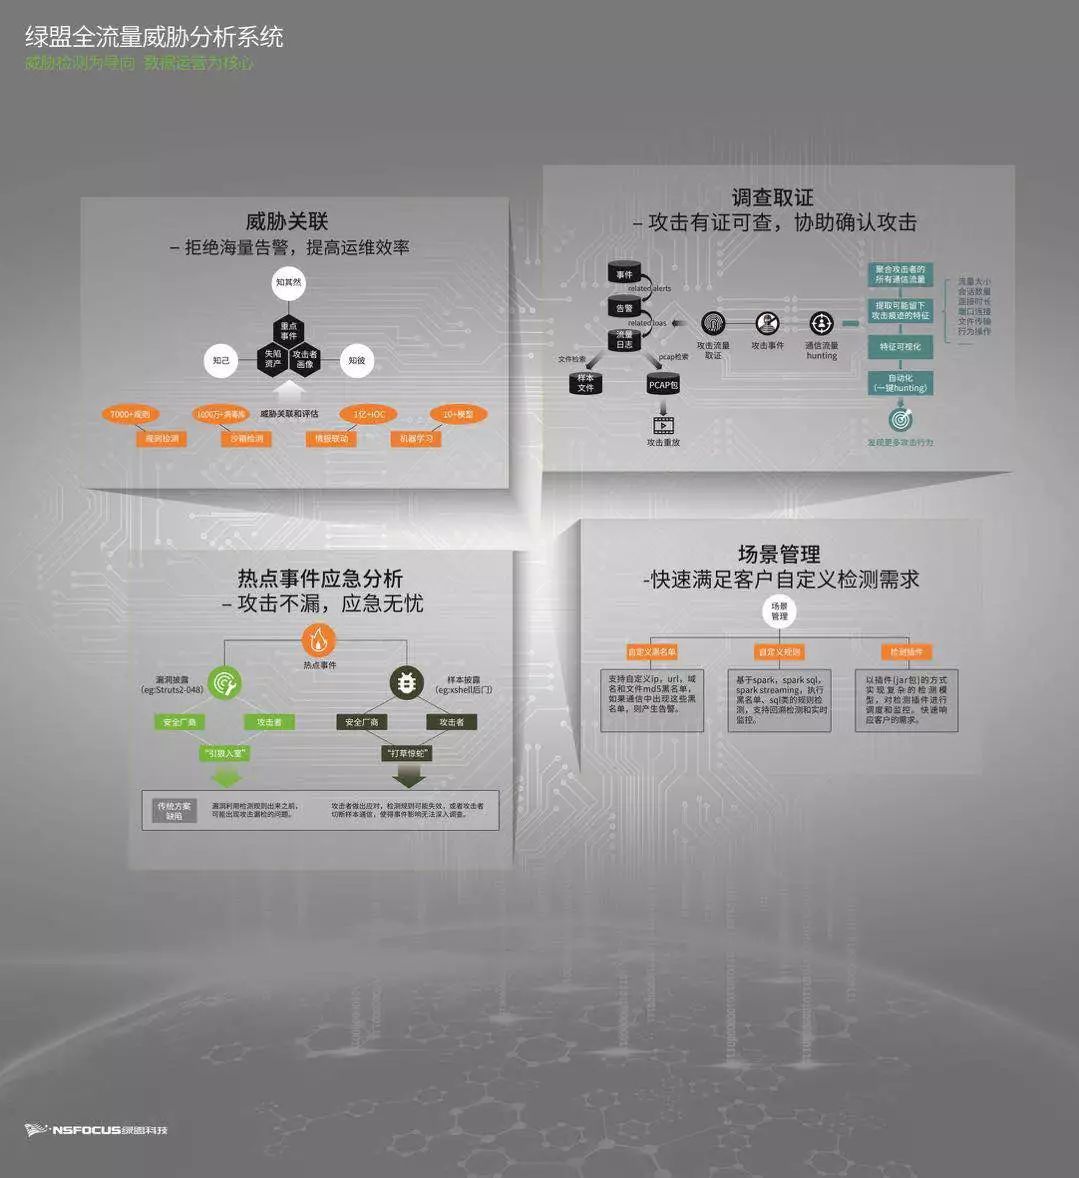 绿盟全流量威胁分析系统
威胁检测为导向 数据运营为核心
威胁关联
– 拒绝海量告警，提高运维效率
知其然
重点
事件
知己
失陷
资产
攻击者
画像
知彼
7000+规则
1000万+病毒库
威胁关联和评估
1亿+IOC
10+模型
规则检测
沙箱检测
情报联动
机器学习
调查取证
– 攻击有证可查，协助确认攻击
事件
related alerts
告警
related loas
流量
日志
文件检索
pcap检索
样本
文件
PCAP包
攻击重放
攻击流量
取证
攻击事件
通信流量
hunting
聚合攻击者的
所有通信流量
提取可能留下
攻击痕迹的特征
特征可视化
自动化
（一键hunting）
发现更多攻击行为
流量大小
会话数量
连接时长
端口连接
文件传输
行为操作
......
热点事件应急分析
– 攻击不漏，应急无忧
热点事件
漏洞披露
（eg:Struts2-048）
样本披露
（eg:xshell后门）
安全厂商
攻击者
安全厂商
攻击者
“引狼入室”
“打草惊蛇”
传统方案
缺陷
漏洞利用检测规则出来之前，
可能出现攻击漏检的问题。
攻击者做出应对，检测规则可能失效，或者攻击者
切断样本通信，使得事件影响无法深入调查。
场景管理
-快速满足客户自定义检测需求
场景
管理
自定义黑名单
自定义规则
检测插件
支持自定义ip，url，域
名和文件md5黑名单，
如果通信中出现这些黑
名单，则产生告警。
基于spark，spark sql，
spark streaming，执行
黑名单、sql类的规则检
测，支持回溯检测和实时
监控。
以插件(jar包)的方式
实现复杂的检测模
型，对检测插件进行
调度和监控。快速响
应客户的需求。
NSFOCUS 绿盟科技